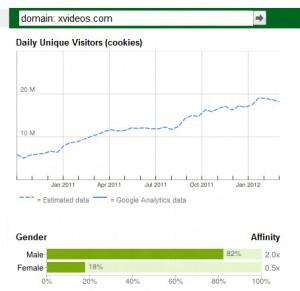 domain: xvideos.com
Daily Unique Visitors (cookies)
20 M
10 M
Jan 2011 Apr 2011 Jul 2011 Oct 2011 Jan 2012
= Estimated data = Google Analytics data
Gender Affinity
Male 82% 2.0x
Female 18% 0.5x
0% 20% 40% 60% 80% 100%